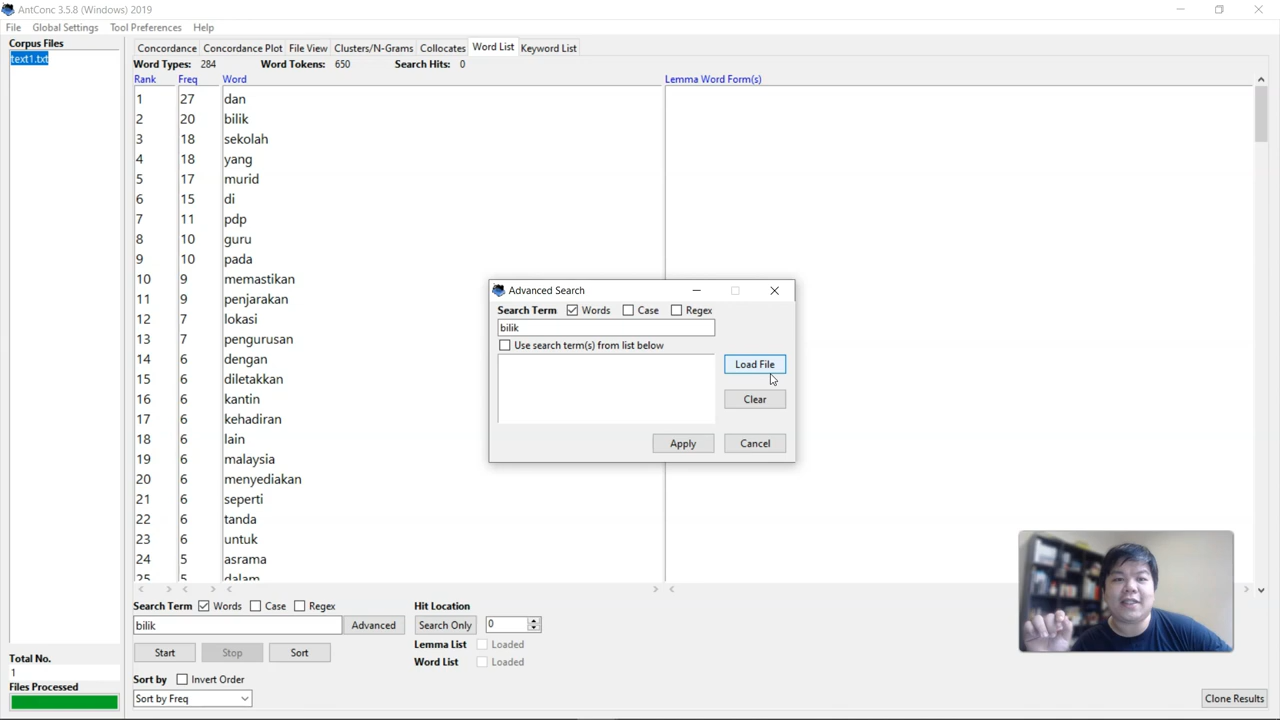 AntConc 3.5.8 (Windows) 2019
File Global Settings Tool Preferences Help
Corpus Files
text1.txt
Concordance Concordance Plot File View Clusters/N-Grams Collocates Word List Keyword List
Word Types: 284 Word Tokens: 650 Search Hits: 0
Rank Freq Word Lemma Word Form(s)
1 27 dan
2 20 bilik
3 18 sekolah
4 18 yang
5 17 murid
6 15 di
7 11 pdp
8 10 guru
9 10 pada
10 9 memastikan
11 9 penjarakan
12 7 lokasi
13 7 pengurusan
14 6 dengan
15 6 diletakkan
16 6 kantin
17 6 kehadiran
18 6 lain
19 6 malaysia
20 6 menyediakan
21 6 seperti
22 6 tanda
23 6 untuk
24 5 asrama
25 5 dalam
Advanced Search
Search Term Words Case Regex
bilik
Use search term(s) from list below
Load File
Clear
Apply Cancel
Search Term Words Case Regex
bilik Advanced
Start Stop Sort
Sort by Invert Order
Sort by Freq
Hit Location
Search Only 0
Lemma List Loaded
Word List Loaded
Total No.
1
Files Processed
Clone Results